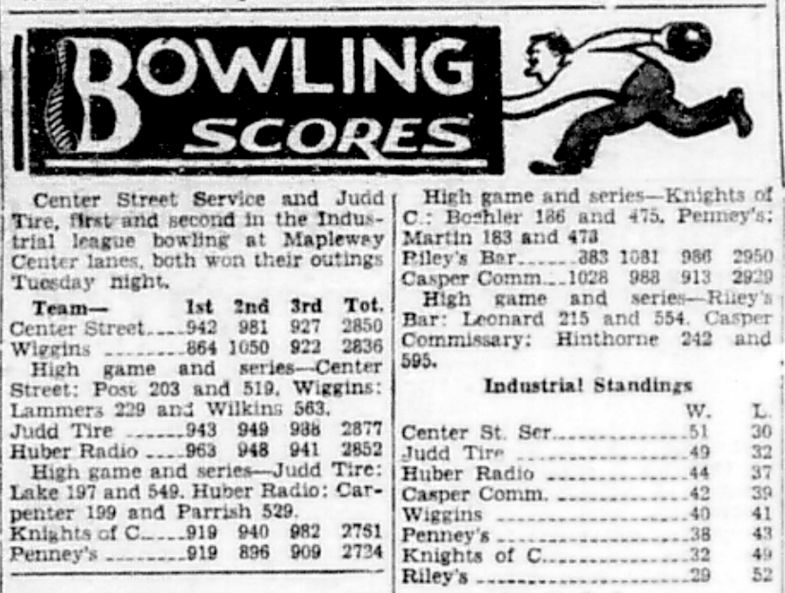 BOWLING
SCORES
Center Street Service and Judd
Tire, first and second in the Indus-
trial league bowling at Mapleway
Center lanes, both won their outings
Tuesday night.
Team— 1st 2nd 3rd Tot.
Center Street.....942 981 927 2850
Wiggins .........864 1050 922 2836
High game and series—Center
Street: Post 203 and 519. Wiggins:
Lammers 229 and Wilkins 563.
Judd Tire ......943 949 2877
Huber Radio .....963 948 941 2852
High game and series—Judd Tire:
Lake 197 and 549. Huber Radio: Car-
penter 199 and Parrish 529.
Knights of C.....919 940 982 2761
Penney's ........919 896 909 2724
High game and series—Knights of
C.: Boshler 186 and 475. Penney's:
Martin 183 and 473
Riley's Bar......883 1081 986 2950
Casper Comm...1028 988 913 2929
High game and series—Riley's
Bar: Leonard 215 and 554. Casper
Commissary: Hinthorne 242 and
595.
Industrial Standings
W. L.
Center St. Ser..............51 30
Judd Tire ..................49 32
Huber Radio ...............44 37
Casper Comm. ..............42 39
Wiggins ....................40 41
Penney's ...................38 43
Knights of C................32 49
Riley's .....................29 52